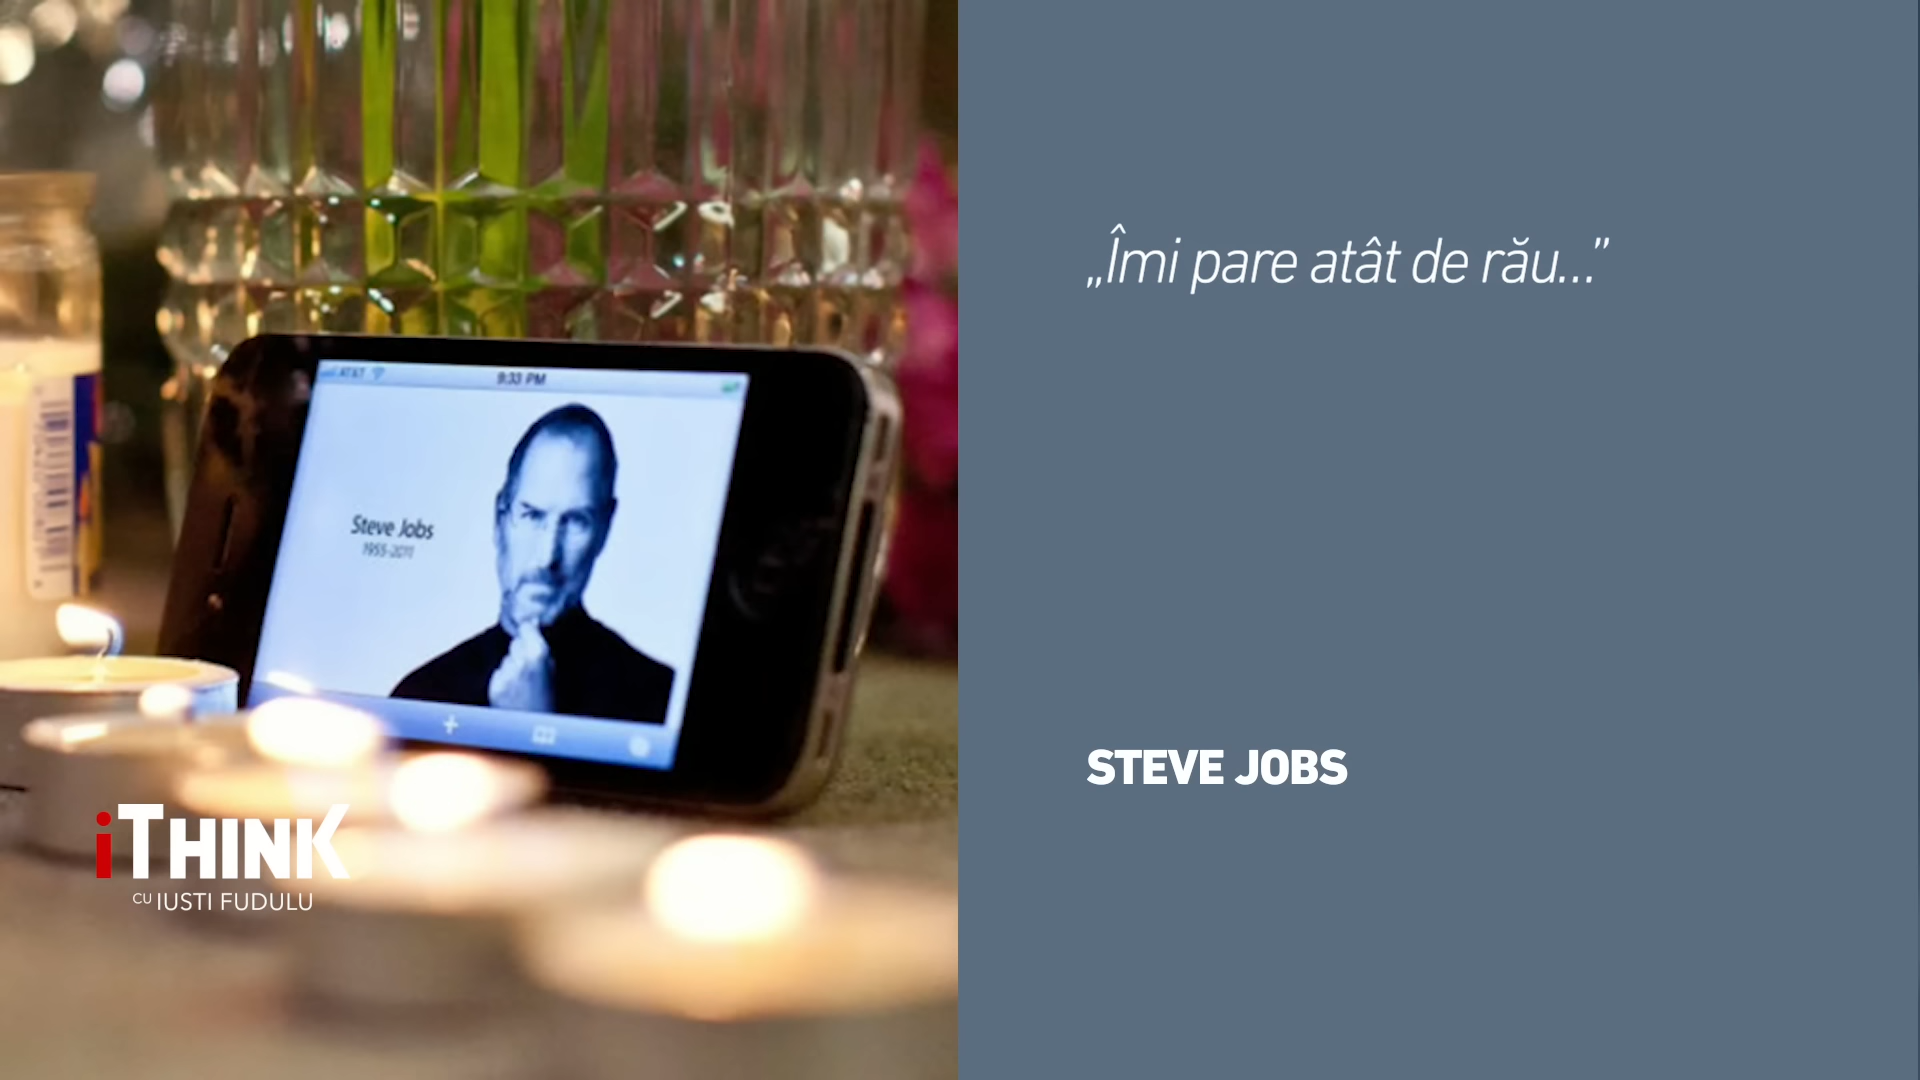 AT&T
9:33 PM
Steve Jobs
1955-2011
iTHINK
CU IUSTI FUDULU
„Îmi pare atât de rău...”
STEVE JOBS